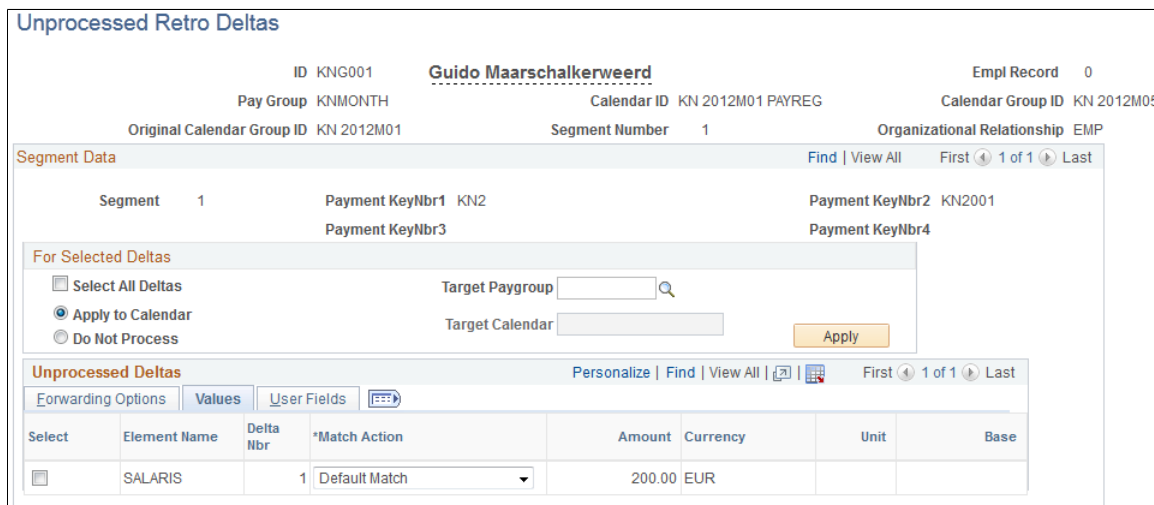 Unprocessed Retro Deltas
ID KNG001 Guido Maarschalkerweerd Empl Record 0
Pay Group KNMONTH Calendar ID KN 2012M01 PAYREG Calendar Group ID KN 2012M05
Original Calendar Group ID KN 2012M01 Segment Number 1 Organizational Relationship EMP
Segment Data Find | View All First 1 of 1 Last
Segment 1 Payment KeyNbr1 KN2 Payment KeyNbr2 KN2001
Payment KeyNbr3 Payment KeyNbr4
For Selected Deltas
Select All Deltas Target Paygroup
Apply to Calendar Target Calendar
Do Not Process Apply
Unprocessed Deltas Personalize | Find | View All | First 1 of 1 Last
Forwarding Options Values User Fields
Select Element Name Delta Nbr *Match Action Amount Currency Unit Base
SALARIS 1 Default Match 200.00 EUR